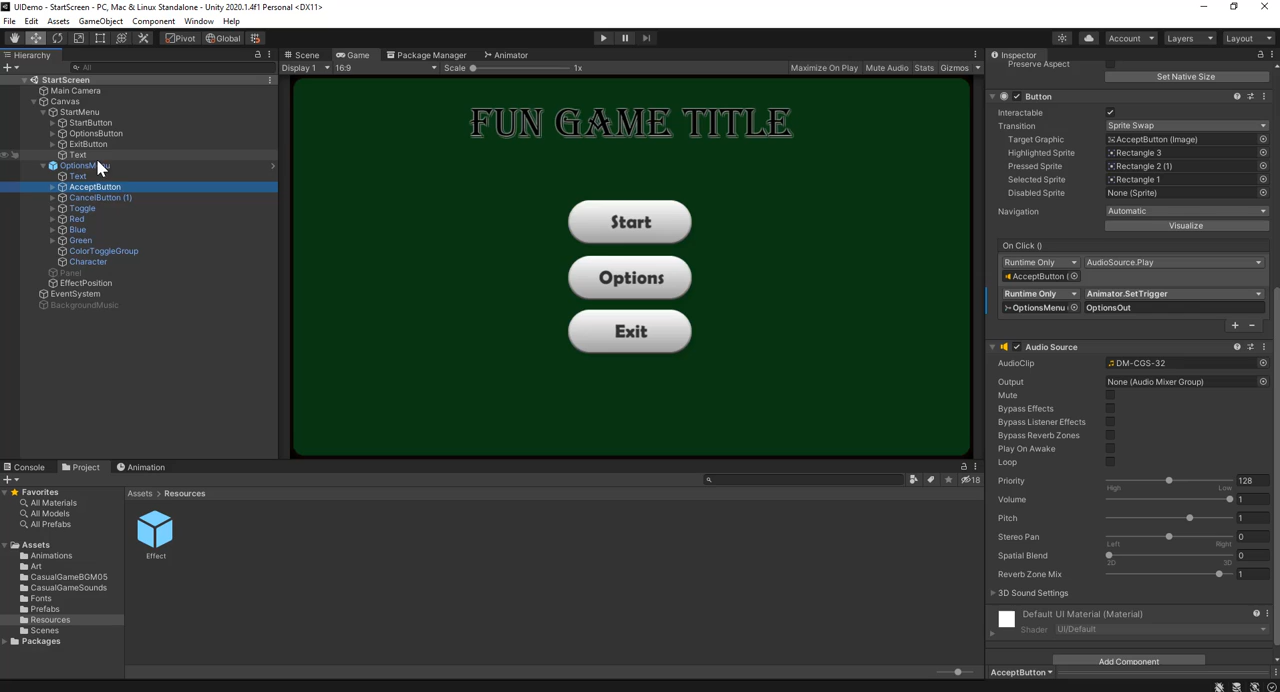 UIDemo - StartScreen - PC, Mac & Linux Standalone - Unity 2020.1.4f1 Personal <DX11>
File Edit Assets GameObject Component Window Help
Pivot Global Account Layers Layout
Hierarchy
All
StartScreen
Main Camera
Canvas
StartMenu
StartButton
OptionsButton
ExitButton
Text
OptionsMenu
Text
AcceptButton
CancelButton (1)
Toggle
Red
Blue
Green
ColorToggleGroup
Character
Panel
EffectPosition
EventSystem
BackgroundMusic
Scene Game Package Manager Animator
Display 1 16:9 Scale 1x Maximize On Play Mute Audio Stats Gizmos
FUN GAME TITLE
Start
Options
Exit
Inspector
Preserve Aspect
Set Native Size
Button
Interactable
Transition Sprite Swap
Target Graphic AcceptButton (Image)
Highlighted Sprite Rectangle 3
Pressed Sprite Rectangle 2 (1)
Selected Sprite Rectangle 1
Disabled Sprite None (Sprite)
Navigation Automatic
Visualize
On Click ()
Runtime Only AudioSource.Play
AcceptButton (
Runtime Only Animator.SetTrigger
OptionsMenu OptionsOut
Audio Source
AudioClip DM-CGS-32
Output None (Audio Mixer Group)
Mute
Bypass Effects
Bypass Listener Effects
Bypass Reverb Zones
Play On Awake
Loop
Priority 128
High Low
Volume 1
Pitch 1
Stereo Pan 0
Left Right
Spatial Blend 0
2D 3D
Reverb Zone Mix 1
3D Sound Settings
Default UI Material (Material)
Shader UI/Default
Add Component
AcceptButton
Console Project Animation
18
Favorites
All Materials
All Models
All Prefabs
Assets
Animations
Art
CasualGameBGM05
CasualGameSounds
Fonts
Prefabs
Resources
Scenes
Packages
Assets > Resources
Effect